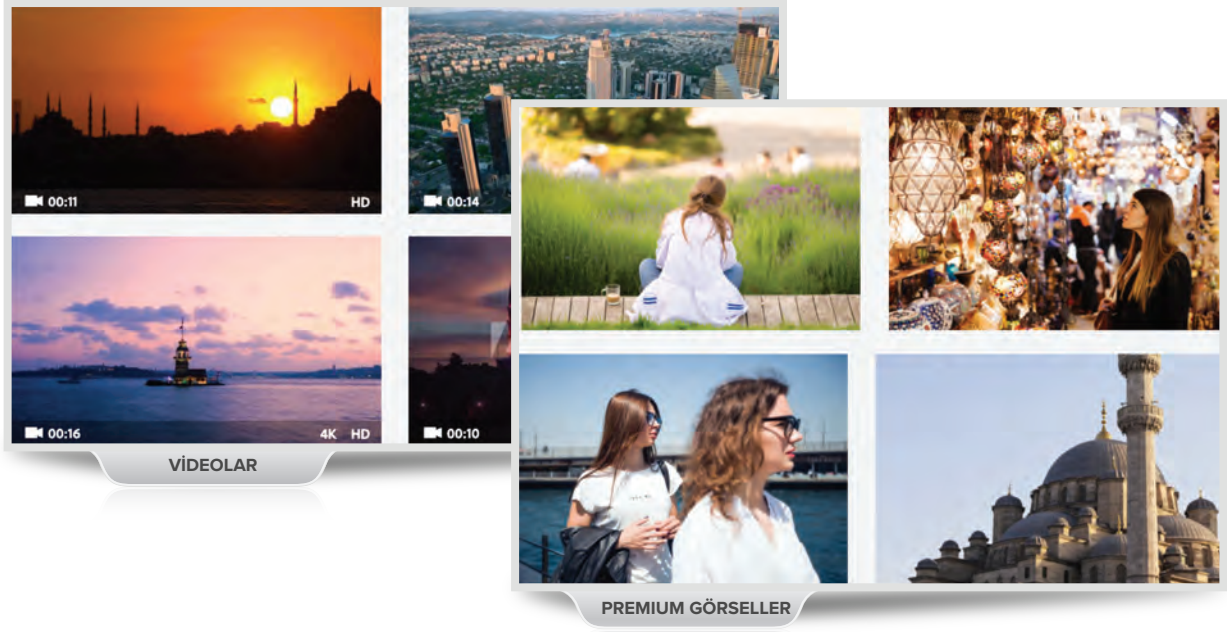 00:11 HD
00:14
00:16 4K HD
00:10
VİDEOLAR
PREMIUM GÖRSELLER